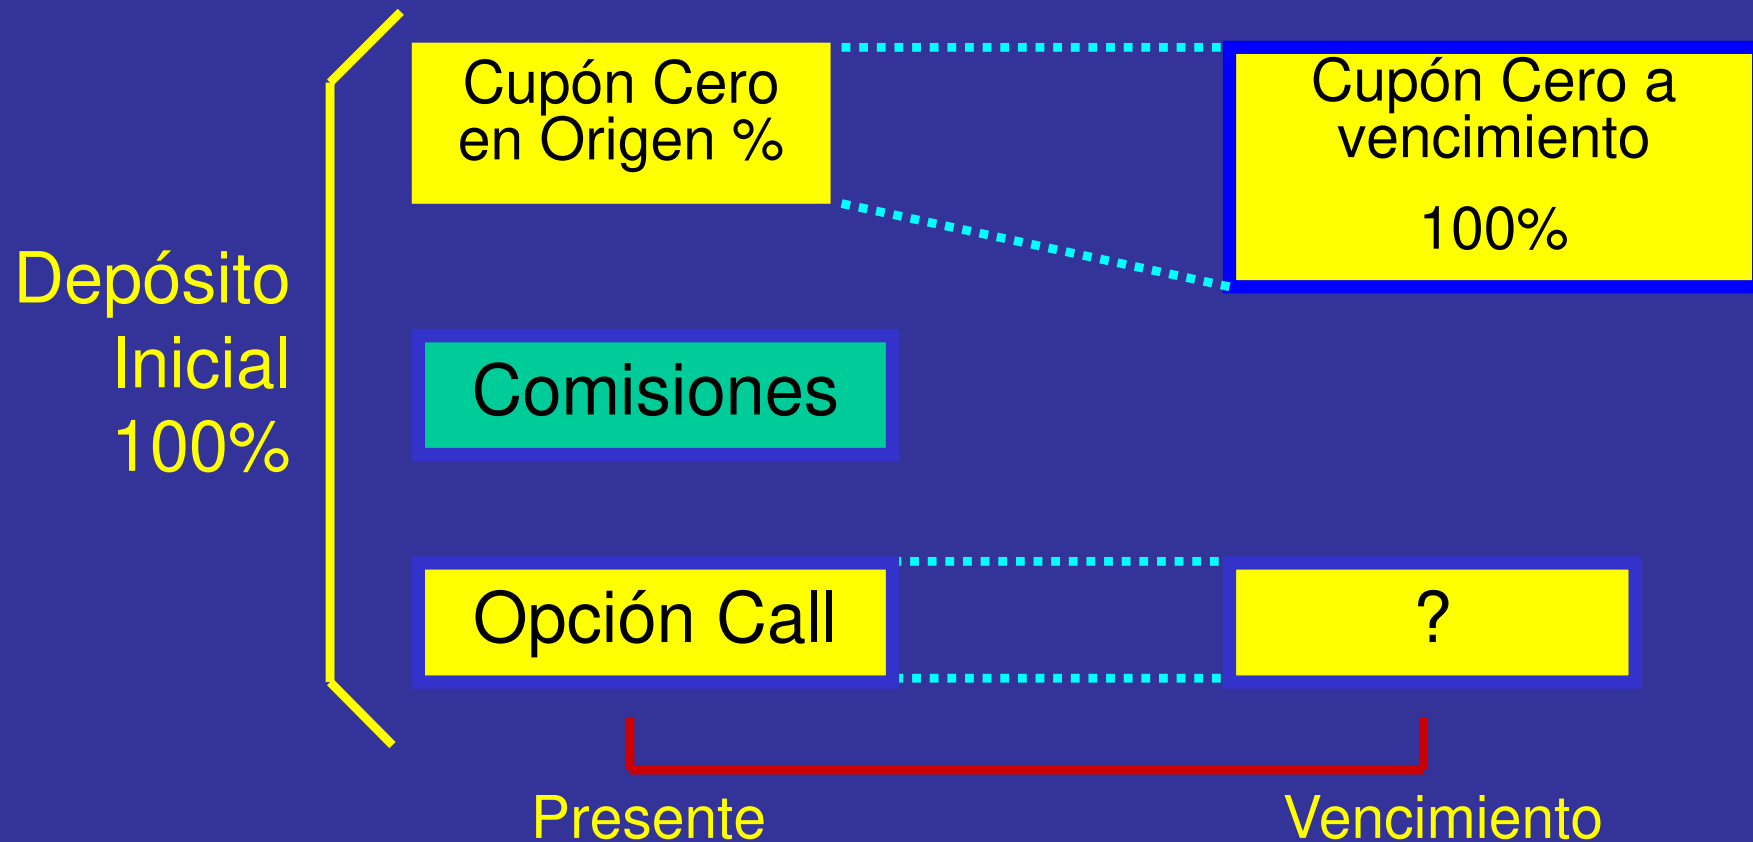 Cupón Cero
en Origen %
Cupón Cero a
vencimiento
100%
Depósito
Inicial
100%
Comisiones
Opción Call
?
Presente
Vencimiento